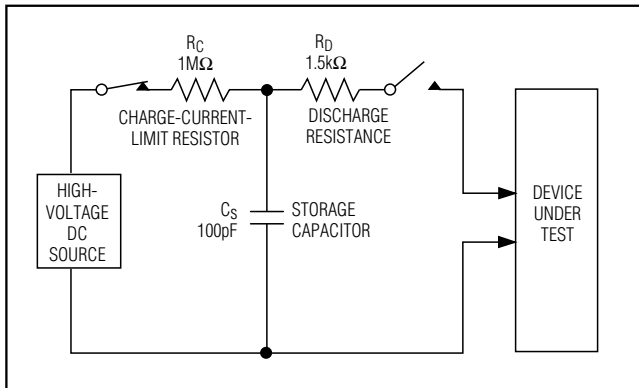 R_C
1MΩ
CHARGE-CURRENT-
LIMIT RESISTOR
R_D
1.5kΩ
DISCHARGE
RESISTANCE
HIGH-
VOLTAGE
DC
SOURCE
C_S
100pF
STORAGE
CAPACITOR
DEVICE
UNDER
TEST